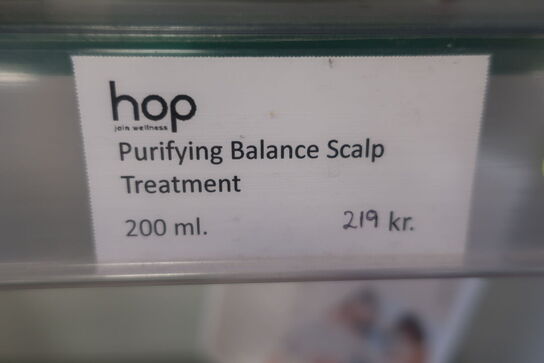 hop
join wellness
Purifying Balance Scalp
Treatment
200 ml. 219 kr.